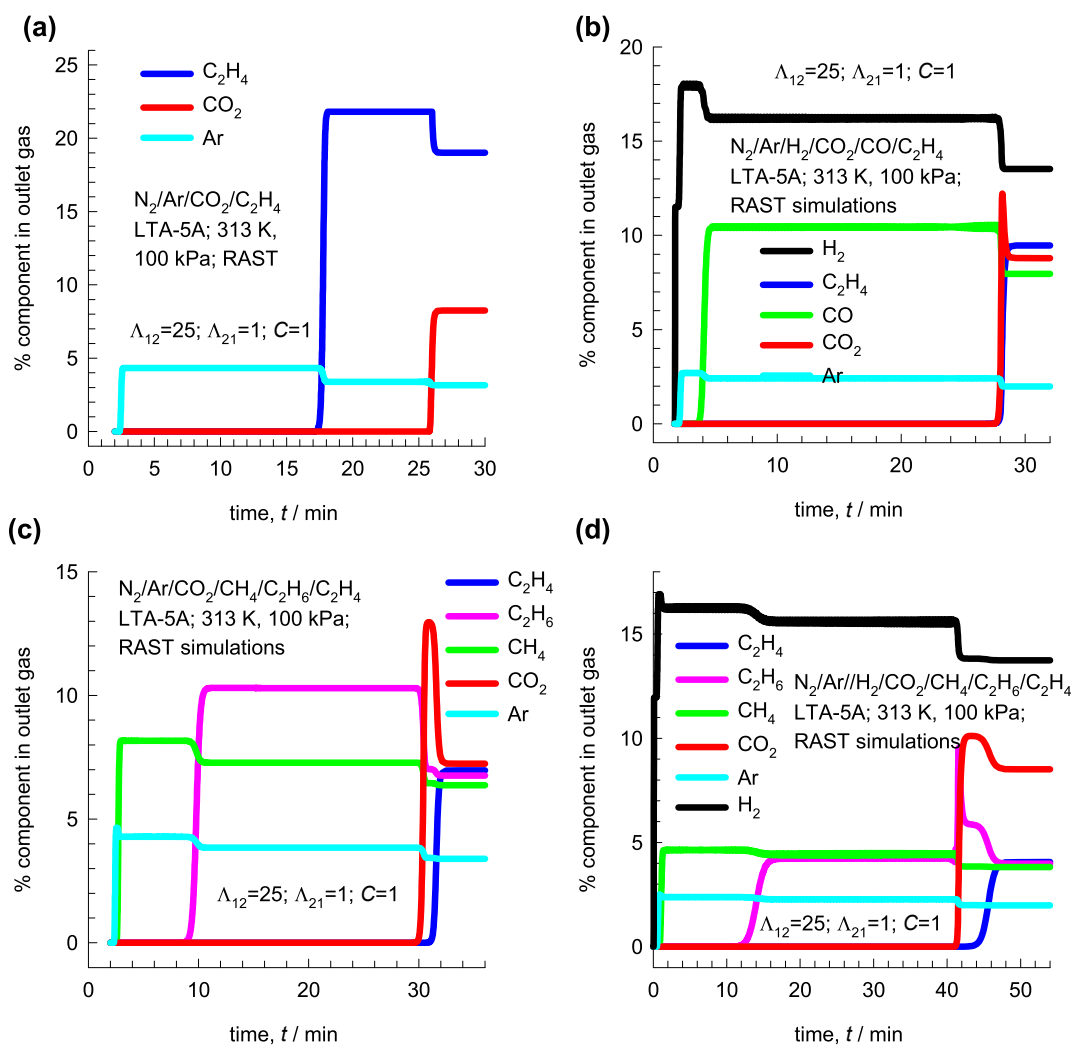 (a)
25
20
15
10
5
0
% component in outlet gas
C₂H₄
CO₂
Ar
N₂/Ar/CO₂/C₂H₄
LTA-5A; 313 K,
100 kPa; RAST
Λ₁₂=25; Λ₂₁=1; C=1
0 5 10 15 20 25 30
time, t / min
(b)
20
15
10
5
0
% component in outlet gas
Λ₁₂=25; Λ₂₁=1; C=1
N₂/Ar/H₂/CO₂/CO/C₂H₄
LTA-5A; 313 K, 100 kPa;
RAST simulations
H₂
C₂H₄
CO
CO₂
Ar
0 10 20 30
time, t / min
(c)
15
10
5
0
% component in outlet gas
N₂/Ar/CO₂/CH₄/C₂H₆/C₂H₄
LTA-5A; 313 K, 100 kPa;
RAST simulations
C₂H₄
C₂H₆
CH₄
CO₂
Ar
Λ₁₂=25; Λ₂₁=1; C=1
0 10 20 30
time, t / min
(d)
15
10
5
0
% component in outlet gas
C₂H₄
C₂H₆
CH₄
CO₂
Ar
H₂
N₂/Ar//H₂/CO₂/CH₄/C₂H₆/C₂H₄
LTA-5A; 313 K, 100 kPa;
RAST simulations
Λ₁₂=25; Λ₂₁=1; C=1
0 10 20 30 40 50
time, t / min